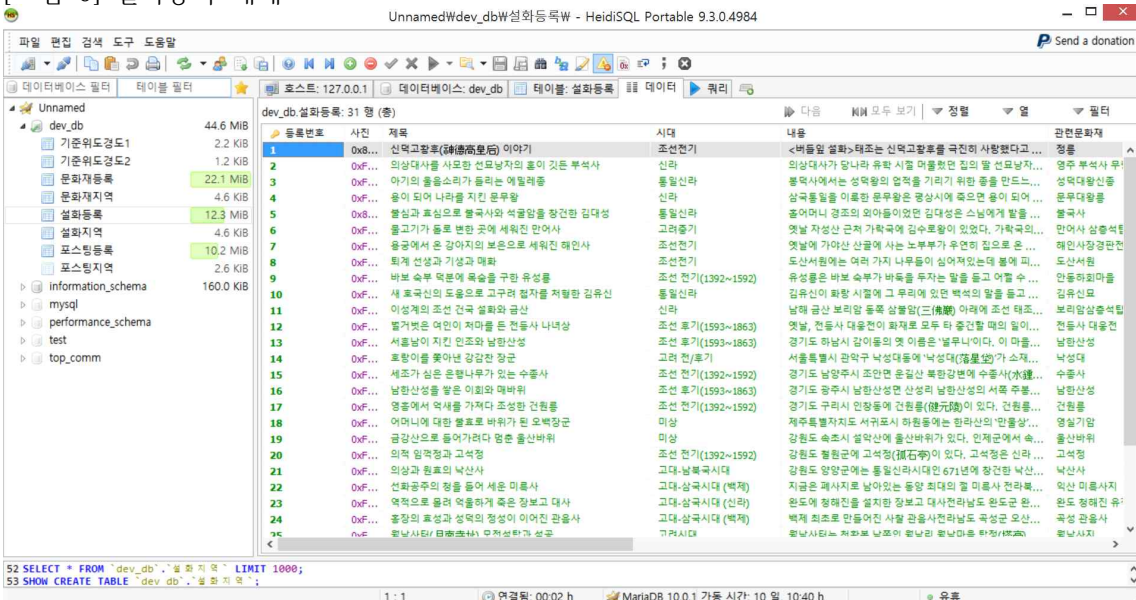 Unnamed₩dev_db₩설화등록₩ - HeidiSQL Portable 9.3.0.4984
파일 편집 검색 도구 도움말
Send a donation
데이터베이스 필터 테이블 필터
호스트: 127.0.0.1 데이터베이스: dev_db 테이블: 설화등록 데이터 쿼리
Unnamed
dev_db 44.6 MiB
기준위도경도1 2.2 KiB
기준위도경도2 1.2 KiB
문화재등록 22.1 MiB
문화재지역 4.6 KiB
설화등록 12.3 MiB
설화지역 4.6 KiB
포스팅등록 10.2 MiB
포스팅지역 2.6 KiB
information_schema 160.0 KiB
mysql
performance_schema
test
top_comm
dev_db.설화등록: 31 행 (총) 다음 모두 보기 정렬 열 필터
등록번호 사진 제목 시대 내용 관련문화재
1 0x8... 신덕고황후(神德高皇后) 이야기 조선전기 <버들잎 설화>태조는 신덕고황후를 극진히 사랑했다고 ... 정릉
2 0xF... 의상대사를 사모한 선묘낭자의 혼이 깃든 부석사 신라 의상대사가 당나라 유학 시절 머물렀던 집의 딸 선묘낭자... 영주 부석사 무
3 0xF... 아기의 울음소리가 들리는 에밀레종 통일신라 봉덕사에서는 성덕왕의 업적을 기리기 위한 종을 만드느... 성덕대왕신종
4 0xF... 용이 되어 나라를 지킨 문무왕 신라 삼국통일을 이룩한 문무왕은 평상시에 죽으면 용이 되어 ... 문무대왕릉
5 0x8... 불심과 효심으로 불국사와 석굴암을 창건한 김대성 통일신라 홀어머니 경조의 외아들이었던 김대성은 스님에게 밭을 ... 불국사
6 0xF... 물고기가 돌로 변한 곳에 세워진 만어사 고려중기 옛날 자성산 근처 가락국에 김수로왕이 있었다, 가락국의... 만어사 삼층석탑
7 0xF... 용궁에서 온 강아지의 보은으로 세워진 해인사 조선전기 옛날에 가야산 산골에 사는 노부부가 우연히 집으로 온 ... 해인사장경판전
8 0xF... 퇴계 선생과 기생과 매화 조선전기 도산서원에는 여러 가지 나무들이 심어져있는데 봄에 피... 도산서원
9 0xF... 바보 숙부 덕분에 목숨을 구한 유성룡 조선 전기(1392~1592) 유성룡은 바보 숙부가 바둑을 두자는 말을 듣고 어쩔 수 ... 안동하회마을
10 0xF... 새 호국신의 도움으로 고구려 첩자를 처형한 김유신 통일신라 김유신이 화랑 시절에 그 무리에 있던 백석의 말을 듣고 ... 김유신묘
11 0xF... 이성계의 조선 건국 설화와 금산 신라 남해 금산 보리암 동쪽 삼불암(三佛巖) 아래에 조선 태조... 보리암삼층석탑
12 0xF... 벌거벗은 여인이 처마를 든 전등사 나녀상 조선 후기(1593~1863) 옛날, 전등사 대웅전이 화재로 모두 타 중건할 때의 일이... 전등사 대웅전
13 0xF... 서흔남이 지킨 인조와 남한산성 조선 후기(1593~1863) 경기도 하남시 감이동의 옛 이름은 '널무니'이다, 이 마을... 남한산성
14 0xF... 호랑이를 쫓아낸 강감찬 장군 고려 전/후기 서울특별시 관악구 낙성대동에 '낙성대(落星垈)'가 소재... 낙성대
15 0xF... 세조가 심은 은행나무가 있는 수종사 조선 전기(1392~1592) 경기도 남양주시 조안면 운길산 북한강변에 수종사(水鍾... 수종사
16 0xF... 남한산성을 쌓은 이회와 매바위 조선 후기(1593~1863) 경기도 광주시 남한산성면 산성리 남한산성의 서쪽 주봉... 남한산성
17 0xF... 영흥에서 억새를 가져다 조성한 건원릉 조선 전기(1392~1592) 경기도 구리시 인창동에 건원릉(健元陵)이 있다, 건원릉... 건원릉
18 0xF... 어머니에 대한 불효로 바위가 된 오백장군 미상 제주특별자치도 서귀포시 하원동에는 한라산의 '만물상'... 영실기암
19 0xF... 금강산으로 들어가려다 멈춘 울산바위 미상 강원도 속초시 설악산에 울산바위가 있다, 인제군에서 속... 울산바위
20 0xF... 의적 임꺽정과 고석정 조선 전기(1392~1592) 강원도 철원군에 고석정(孤石亭)이 있다, 고석정은 신라 ... 고석정
21 0xF... 의상과 원효의 낙산사 고대-남북국시대 강원도 양양군에는 통일신라시대인 671년에 창건한 낙산... 낙산사
22 0xF... 선화공주의 청을 들어 세운 미륵사 고대-삼국시대 (백제) 지금은 폐사지로 남아있는 동양 최대의 절 미륵사 전라북... 익산 미륵사지
23 0xF... 역적으로 몰려 억울하게 죽은 장보고 대사 고대-삼국시대 (신라) 완도에 청해진을 설치한 장보고 대사전라남도 완도군 완... 완도 청해진 유
24 0xF... 홍장의 효성과 성덕의 정성이 이어진 관음사 고대-삼국시대 (백제) 백제 최초로 만들어진 사찰 관음사전라남도 곡성군 오산... 곡성 관음사
25 0xF... 월남사터(月南寺址) 모전석탑과 석공 고려시대 월남사지
52 SELECT * FROM `dev_db`.`설화지역` LIMIT 1000;
53 SHOW CREATE TABLE `dev_db`.`설화지역`;
1 : 1 연결됨: 00:02 h MariaDB 10.0.1 가동 시간: 10 일, 10:40 h 유휴